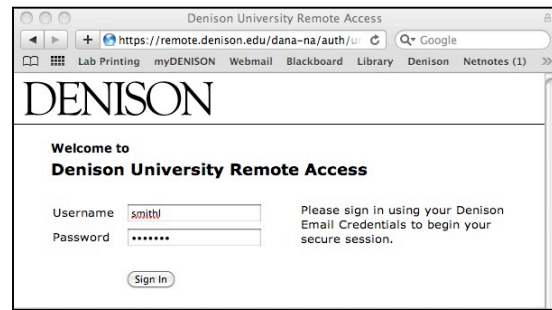 Denison University Remote Access
https://remote.denison.edu/dana-na/auth/ur
Google
Lab Printing myDENISON Webmail Blackboard Library Denison Netnotes (1)
DENISON
Welcome to
Denison University Remote Access
Username smithl
Please sign in using your Denison
Email Credentials to begin your
secure session.
Password •••••••
Sign In